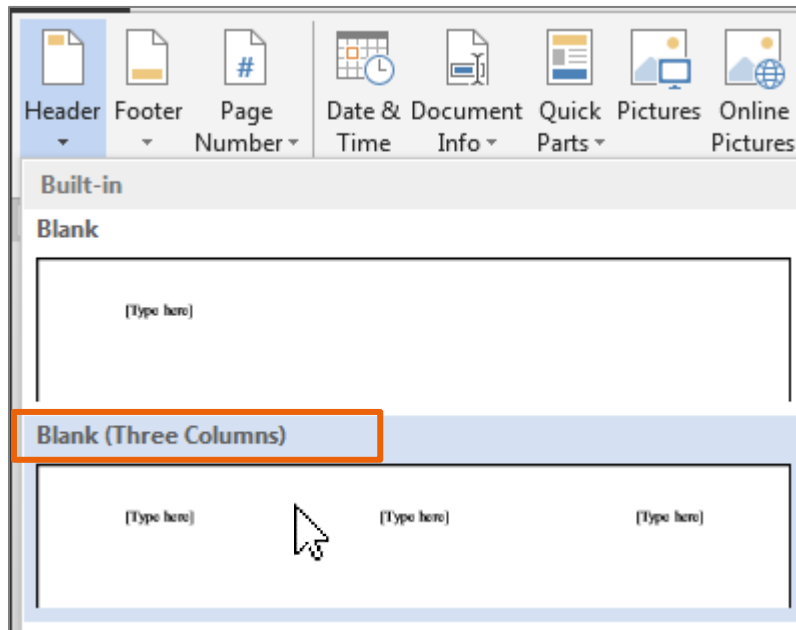 #
Header Footer Page Number Date & Time Document Info Quick Parts Pictures Online Pictures
Built-in
Blank
[Type here]
Blank (Three Columns)
[Type here] [Type here] [Type here]